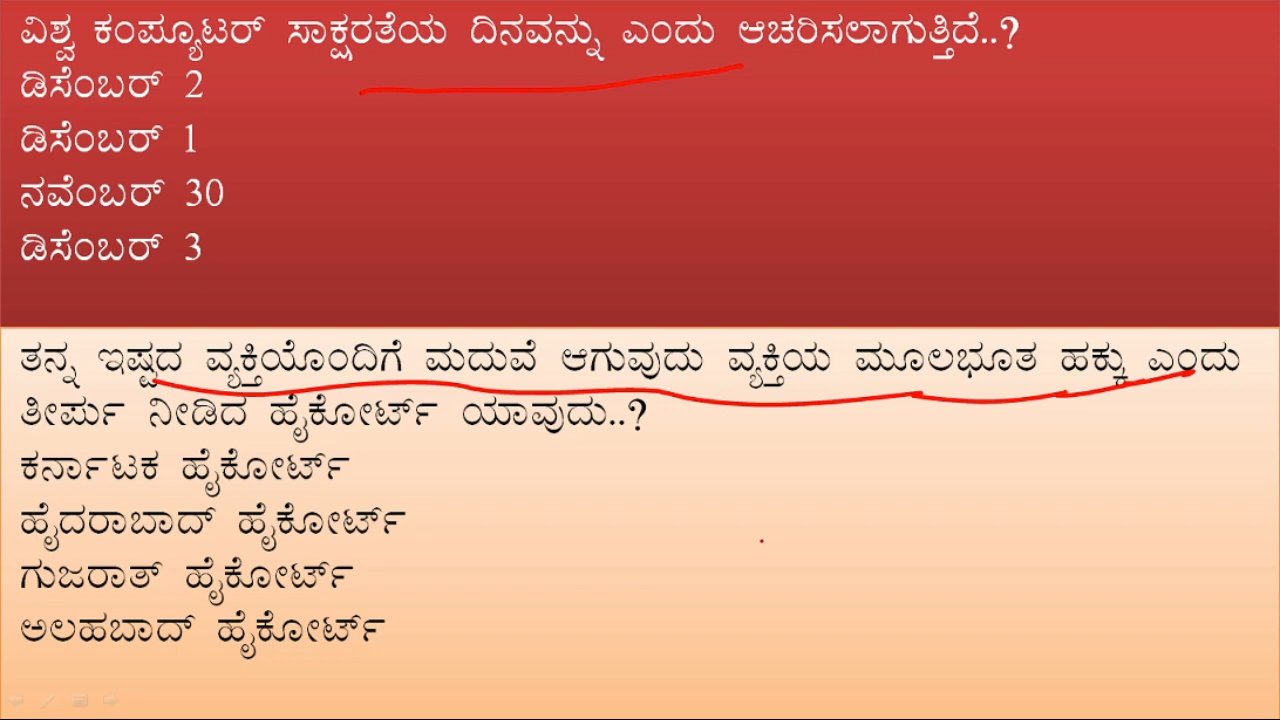 ವಿಶ್ವ ಕಂಪ್ಯೂಟರ್ ಸಾಕ್ಷರತೆಯ ದಿನವನ್ನು ಎಂದು ಆಚರಿಸಲಾಗುತ್ತಿದೆ..?
ಡಿಸೆಂಬರ್ 2
ಡಿಸೆಂಬರ್ 1
ನವೆಂಬರ್ 30
ಡಿಸೆಂಬರ್ 3
ತನ್ನ ಇಷ್ಟದ ವ್ಯಕ್ತಿಯೊಂದಿಗೆ ಮದುವೆ ಆಗುವುದು ವ್ಯಕ್ತಿಯ ಮೂಲಭೂತ ಹಕ್ಕು ಎಂದು
ತೀರ್ಪು ನೀಡಿದ ಹೈಕೋರ್ಟ್ ಯಾವುದು..?
ಕರ್ನಾಟಕ ಹೈಕೋರ್ಟ್
ಹೈದರಾಬಾದ್ ಹೈಕೋರ್ಟ್
ಗುಜರಾತ್ ಹೈಕೋರ್ಟ್
ಅಲಹಬಾದ್ ಹೈಕೋರ್ಟ್